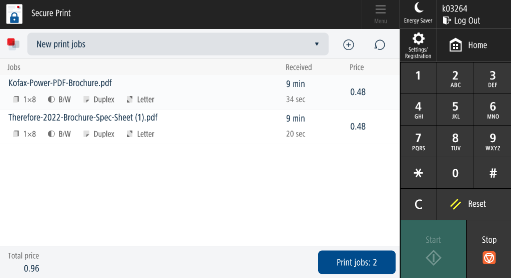 Secure Print
Menu
Energy Saver
k03264
Log Out
New print jobs
Settings/
Registration
Home
Jobs Received Price
Kofax-Power-PDF-Brochure.pdf 9 min
0.48
1×8 B/W Duplex Letter 34 sec
Therefore-2022-Brochure-Spec-Sheet (1).pdf 9 min
0.48
1×8 B/W Duplex Letter 20 sec
1 2 3
ABC DEF
4 5 6
GHI JKL MNO
7 8 9
PQRS TUV WXYZ
* 0 #
C Reset
Start Stop
Total price
0.96
Print jobs: 2